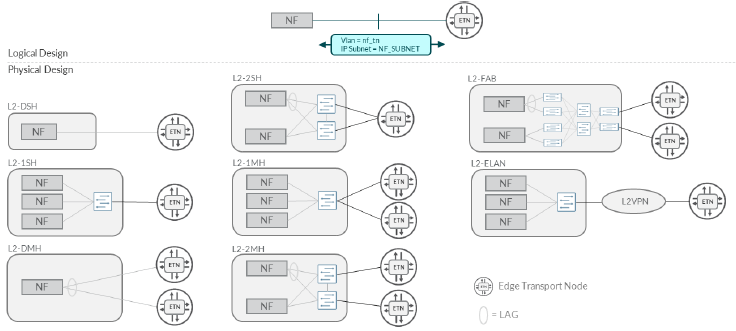 NF
ETN
Vlan = nf_tn
IP Subnet = NF_SUBNET
Logical Design
Physical Design
L2-DSH
NF
ETN
L2-1SH
NF
NF
NF
ETN
L2-DMH
NF
ETN
ETN
L2-2SH
NF
NF
ETN
L2-1MH
NF
NF
NF
ETN
ETN
L2-2MH
NF
NF
ETN
ETN
L2-FAB
NF
NF
ETN
ETN
L2-ELAN
NF
NF
NF
L2VPN
ETN
ETN
Edge Transport Node
= LAG